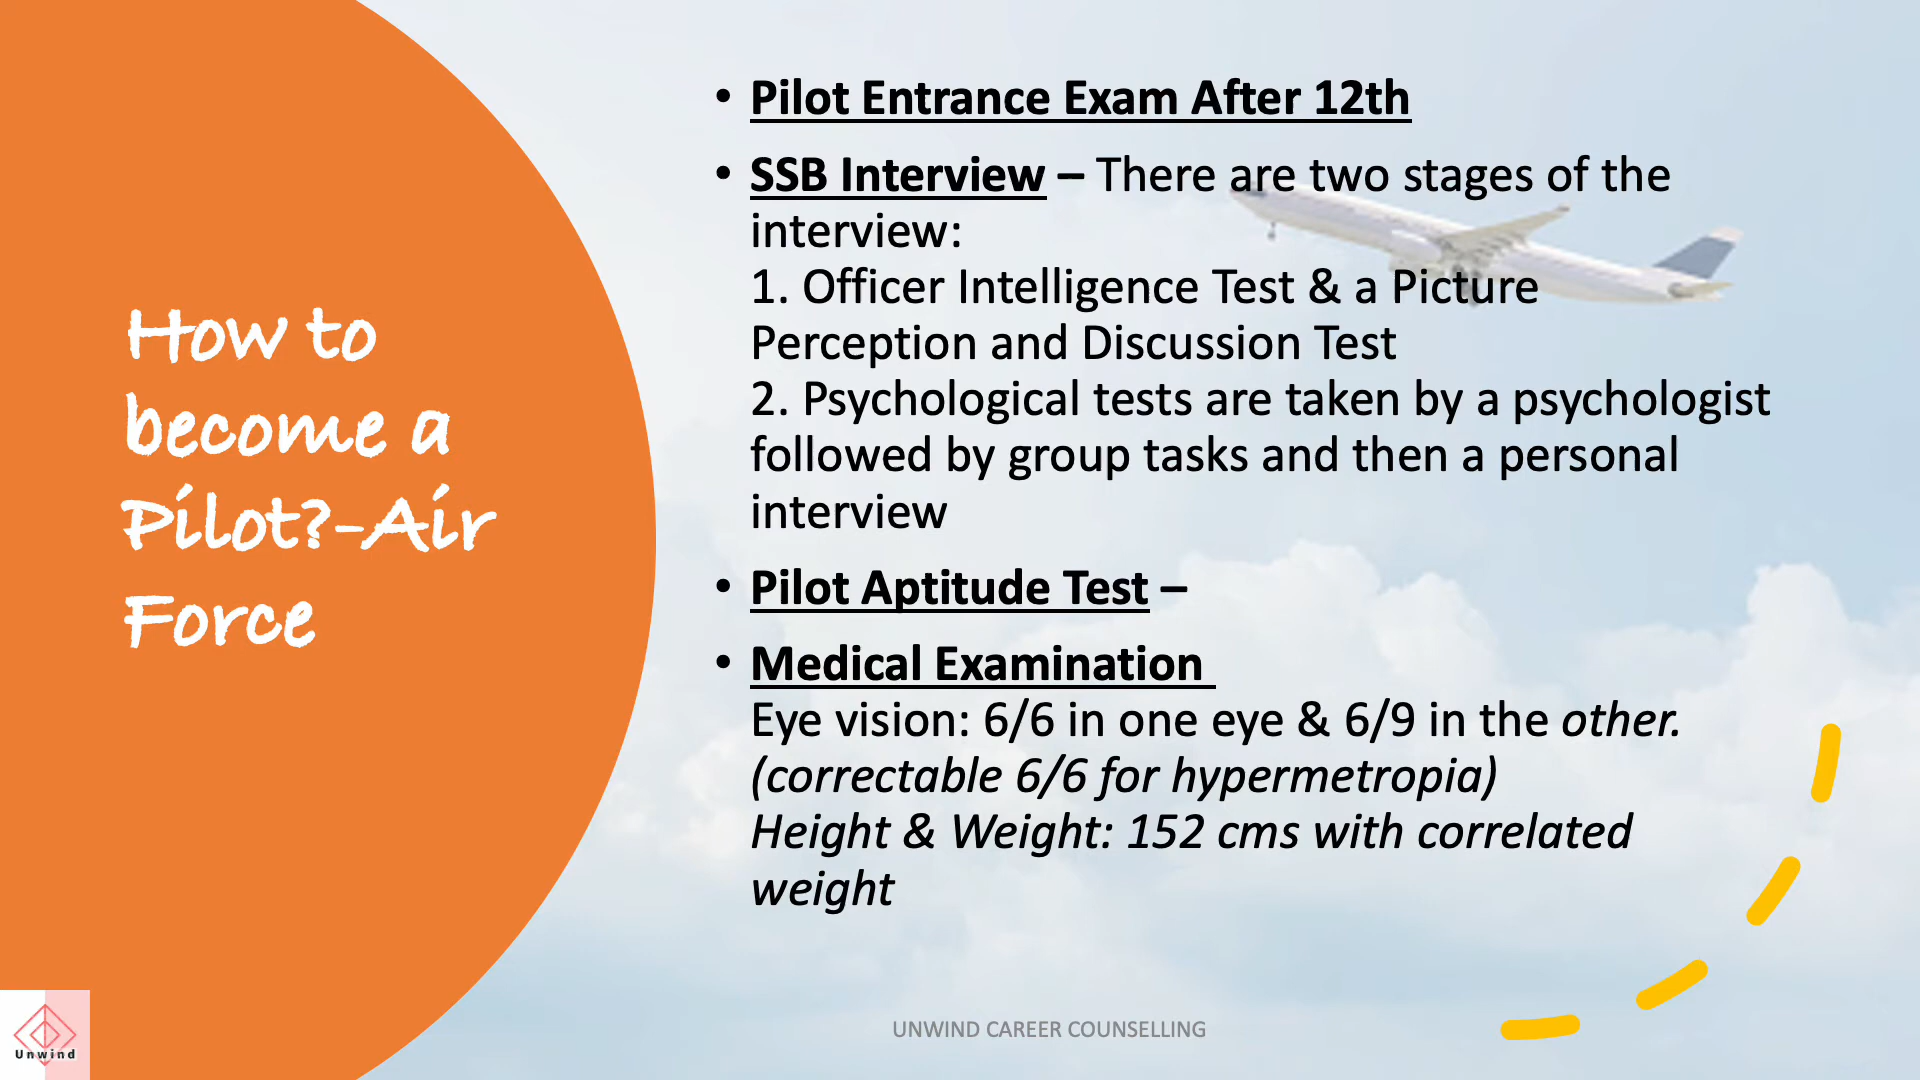 How to
become a
Pilot?-Air
Force
• Pilot Entrance Exam After 12th
• SSB Interview – There are two stages of the
interview:
1. Officer Intelligence Test & a Picture
Perception and Discussion Test
2. Psychological tests are taken by a psychologist
followed by group tasks and then a personal
interview
• Pilot Aptitude Test –
• Medical Examination
Eye vision: 6/6 in one eye & 6/9 in the other.
(correctable 6/6 for hypermetropia)
Height & Weight: 152 cms with correlated
weight
UNWIND CAREER COUNSELLING
Unwind